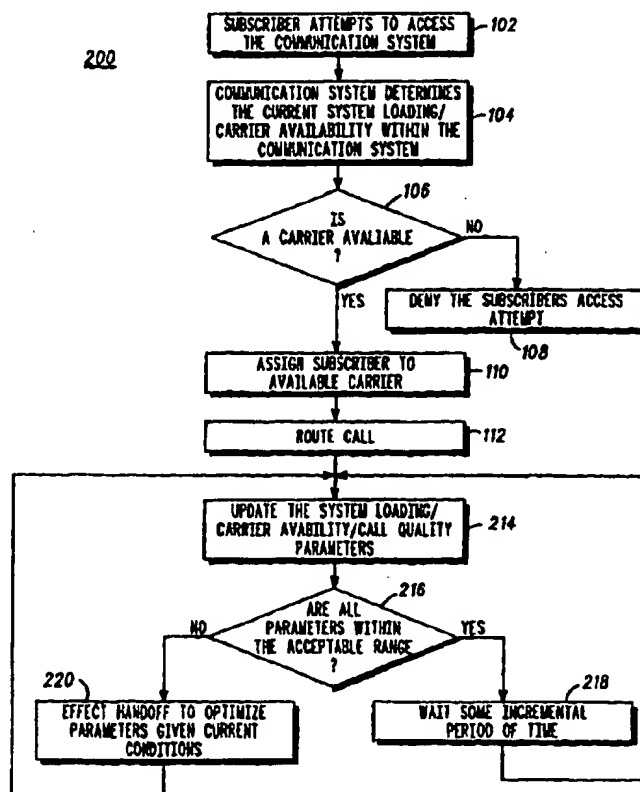 200
SUBSCRIBER ATTEMPTS TO ACCESS
THE COMMUNICATION SYSTEM
102
COMMUNICATION SYSTEM DETERMINES
THE CURRENT SYSTEM LOADING/
CARRIER AVAILABILITY WITHIN THE
COMMUNICATION SYSTEM
104
106
IS
A CARRIER AVALIABLE
?
NO
YES
DENY THE SUBSCRIBERS ACCESS
ATTEMPT
108
ASSIGN SUBSCRIBER TO
AVAILABLE CARRIER
110
ROUTE CALL
112
UPDATE THE SYSTEM LOADING/
CARRIER AVABILITY/CALL QUALITY
PARAMETERS
214
216
ARE ALL
PARAMETERS WITHIN
THE ACCEPTABLE RANGE
?
NO
YES
220
EFFECT HANDOFF TO OPTIMIZE
PARAMETERS GIVEN CURRENT
CONDITIONS
218
WAIT SOME INCREMENTAL
PERIOD OF TIME